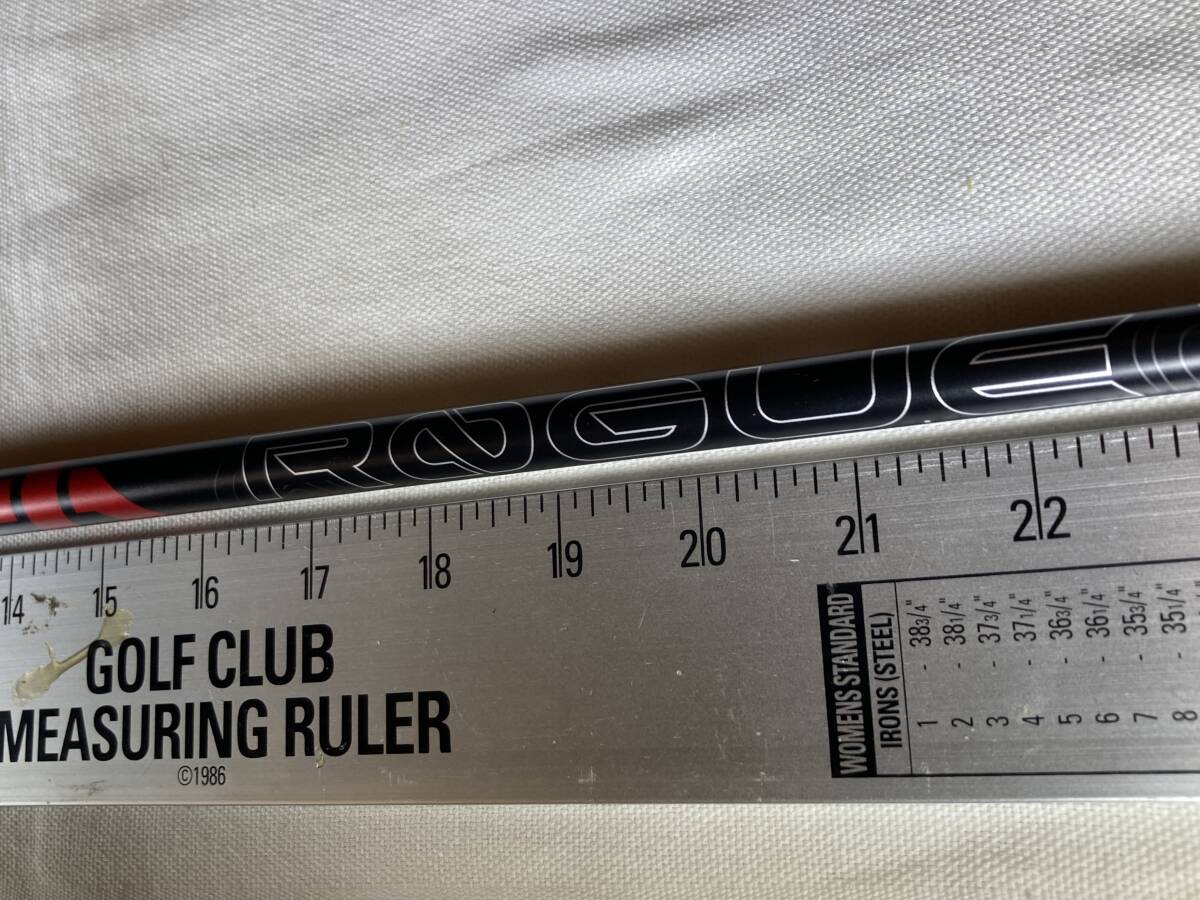 ROGUE
14 15 16 17 18 19 20 21 22
GOLF CLUB
MEASURING RULER
©1986
WOMENS STANDARD
IRONS (STEEL)
1 - 38 3/4"
2 - 38 1/4"
3 - 37 3/4"
4 - 37 1/4"
5 - 36 3/4"
6 - 36 1/4"
7 - 35 3/4"
8 - 35 1/4"